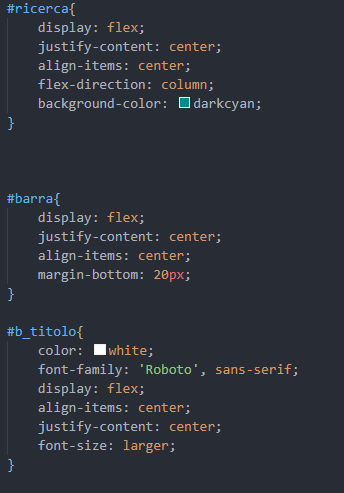 #ricerca{
    display: flex;
    justify-content: center;
    align-items: center;
    flex-direction: column;
    background-color: darkcyan;
}
#barra{
    display: flex;
    justify-content: center;
    align-items: center;
    margin-bottom: 20px;
}
#b_titolo{
    color: white;
    font-family: 'Roboto', sans-serif;
    display: flex;
    align-items: center;
    justify-content: center;
    font-size: larger;
}